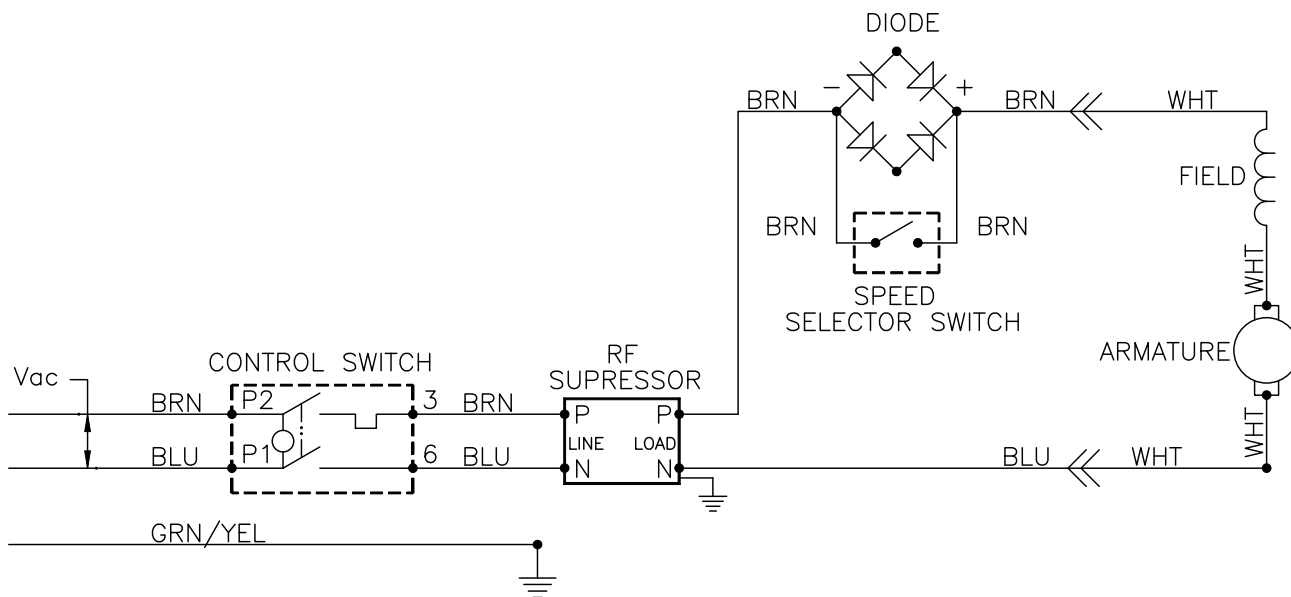 DIODE
− +
BRN
BRN
WHT
FIELD
BRN
BRN
WHT
SPEED
SELECTOR SWITCH
ARMATURE
CONTROL SWITCH
RF
SUPRESSOR
Vac
BRN
P2
3
BRN
P
P
LINE
LOAD
BLU
P1
6
BLU
N
N
BLU
WHT
WHT
GRN/YEL